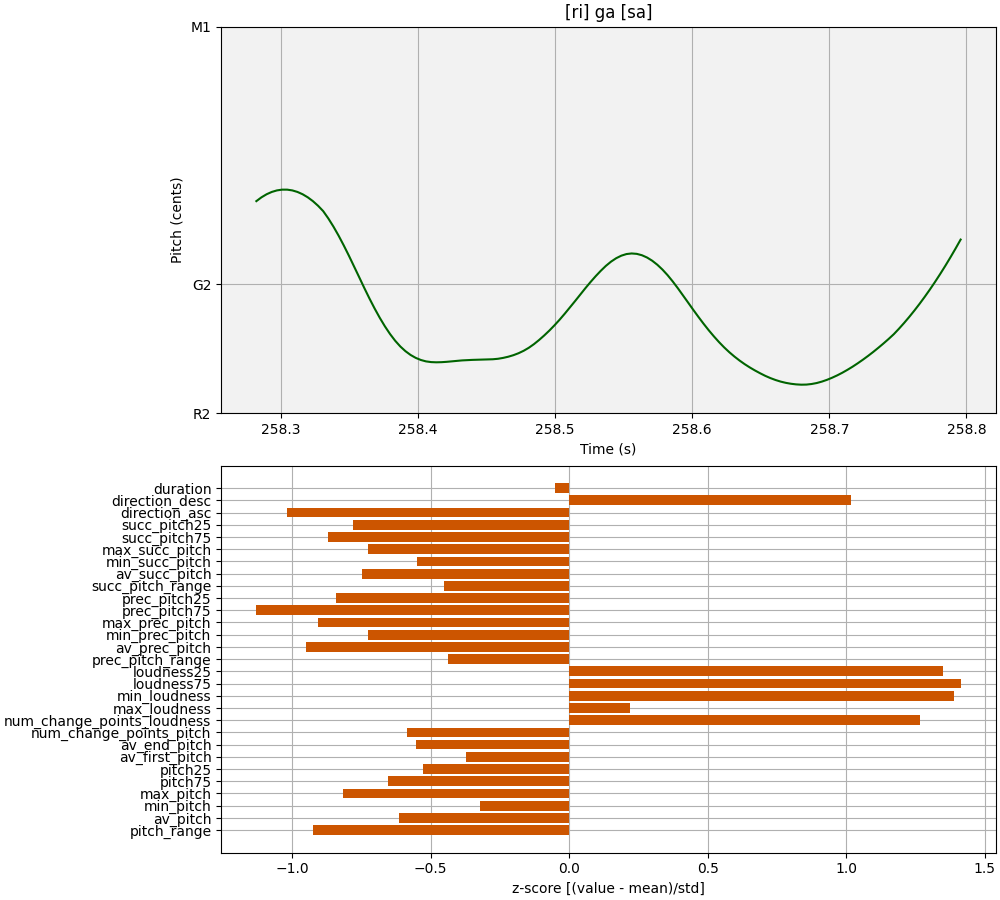 [ri] ga [sa]
M1
G2
R2
Pitch (cents)
258.3 258.4 258.5 258.6 258.7 258.8
Time (s)
duration
direction_desc
direction_asc
succ_pitch25
succ_pitch75
max_succ_pitch
min_succ_pitch
av_succ_pitch
succ_pitch_range
prec_pitch25
prec_pitch75
max_prec_pitch
min_prec_pitch
av_prec_pitch
prec_pitch_range
loudness25
loudness75
min_loudness
max_loudness
num_change_points_loudness
num_change_points_pitch
av_end_pitch
av_first_pitch
pitch25
pitch75
max_pitch
min_pitch
av_pitch
pitch_range
−1.0 −0.5 0.0 0.5 1.0 1.5
z-score [(value - mean)/std]